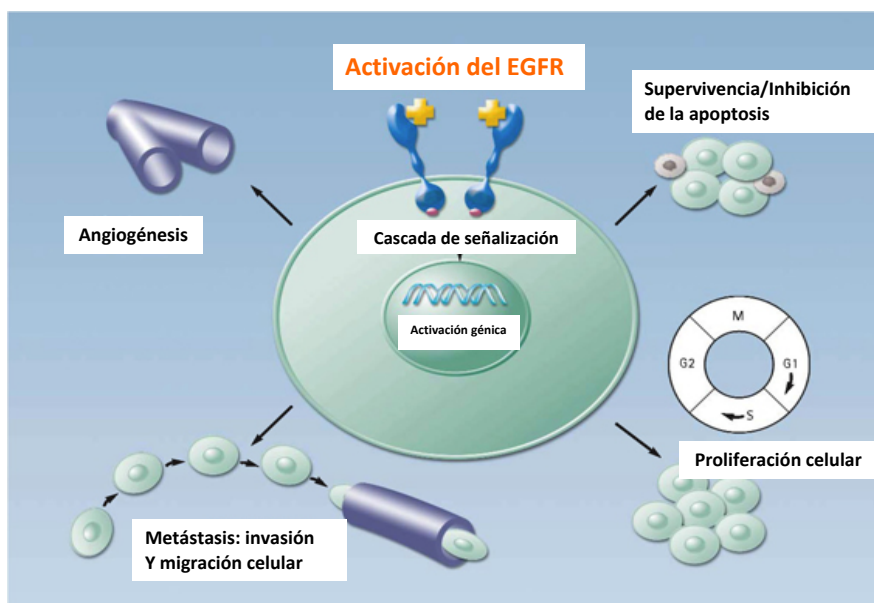 Activación del EGFR
Supervivencia/Inhibición
de la apoptosis
Angiogénesis
Cascada de señalización
Activación génica
M
G2
G1
S
Proliferación celular
Metástasis: invasión
Y migración celular